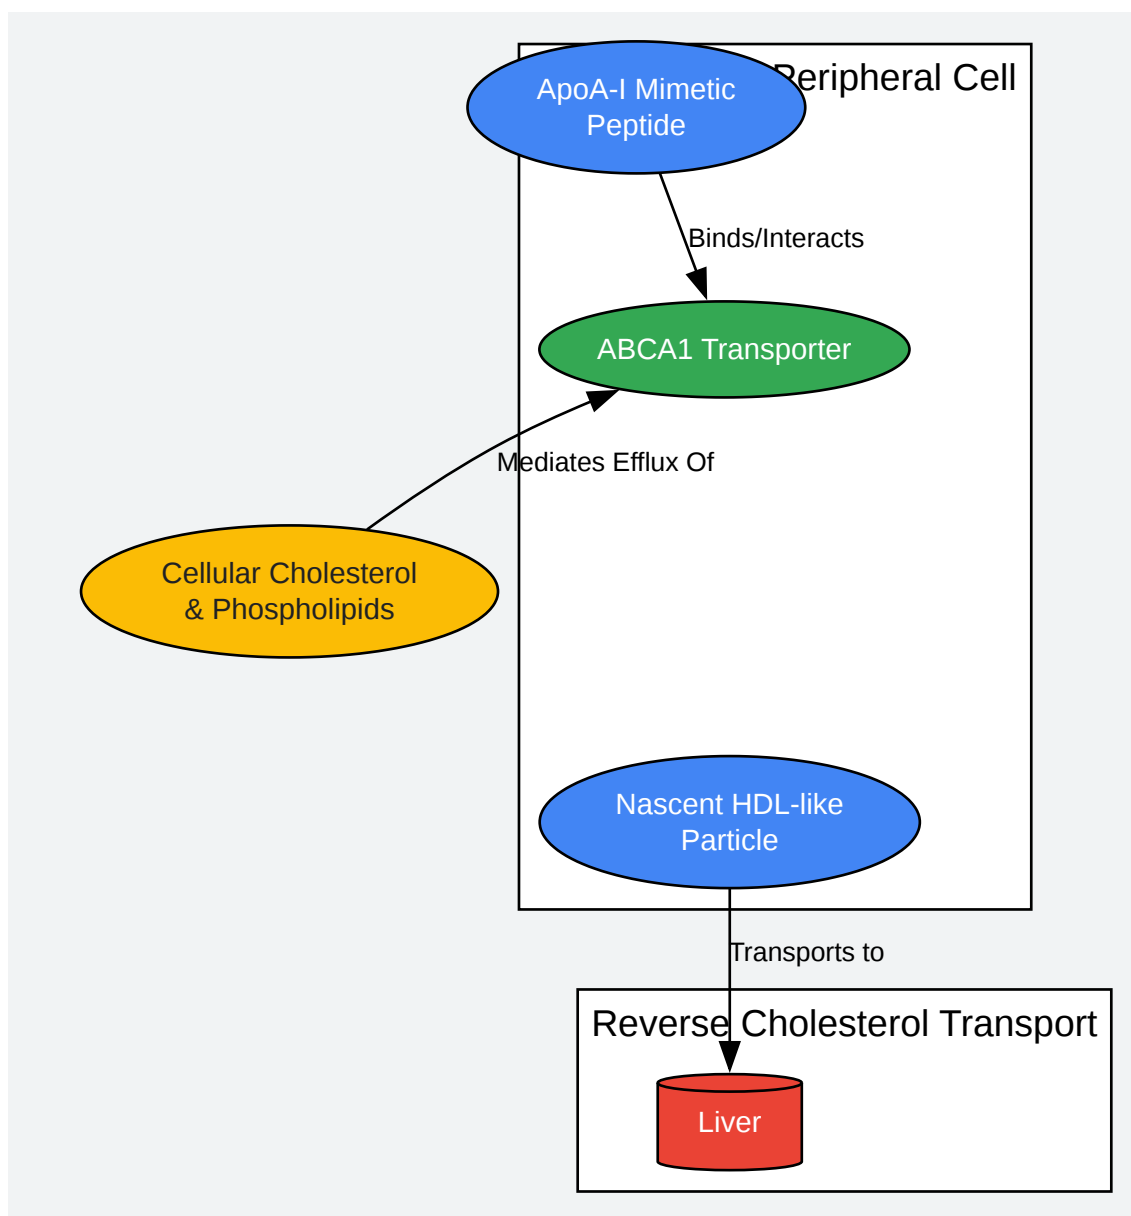 ApoA-I Mimetic
Peptide
Peripheral Cell
Binds/Interacts
ABCA1 Transporter
Mediates Efflux Of
Cellular Cholesterol
& Phospholipids
Nascent HDL-like
Particle
Transports to
Reverse Cholesterol Transport
Liver